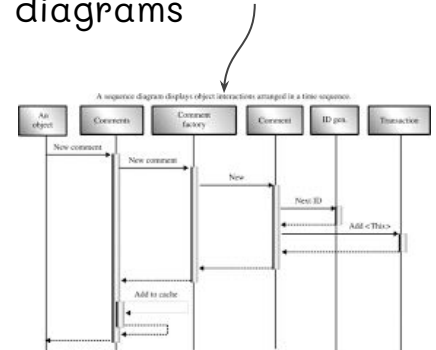 diagrams
A sequence diagram displays object interactions arranged in a time sequence.
An
object
Comments
Comment
factory
Comment
ID gen.
Transaction
New comment
New comment
New
Next ID
Add <This>
Add to cache